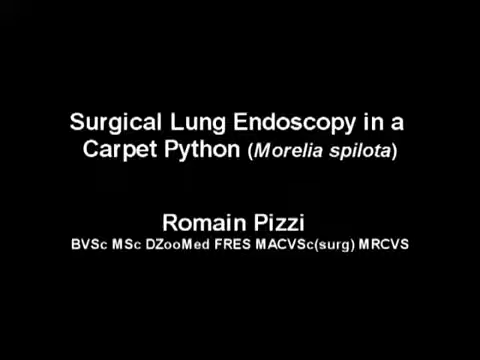 Surgical Lung Endoscopy in a
Carpet Python (Morelia spilota)
Romain Pizzi
BVSc MSc DZooMed FRES MACVSc(surg) MRCVS